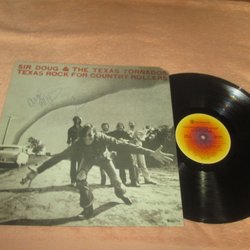 SIR DOUG & THE TEXAS TORNADOS
TEXAS ROCK FOR COUNTRY ROLLERS